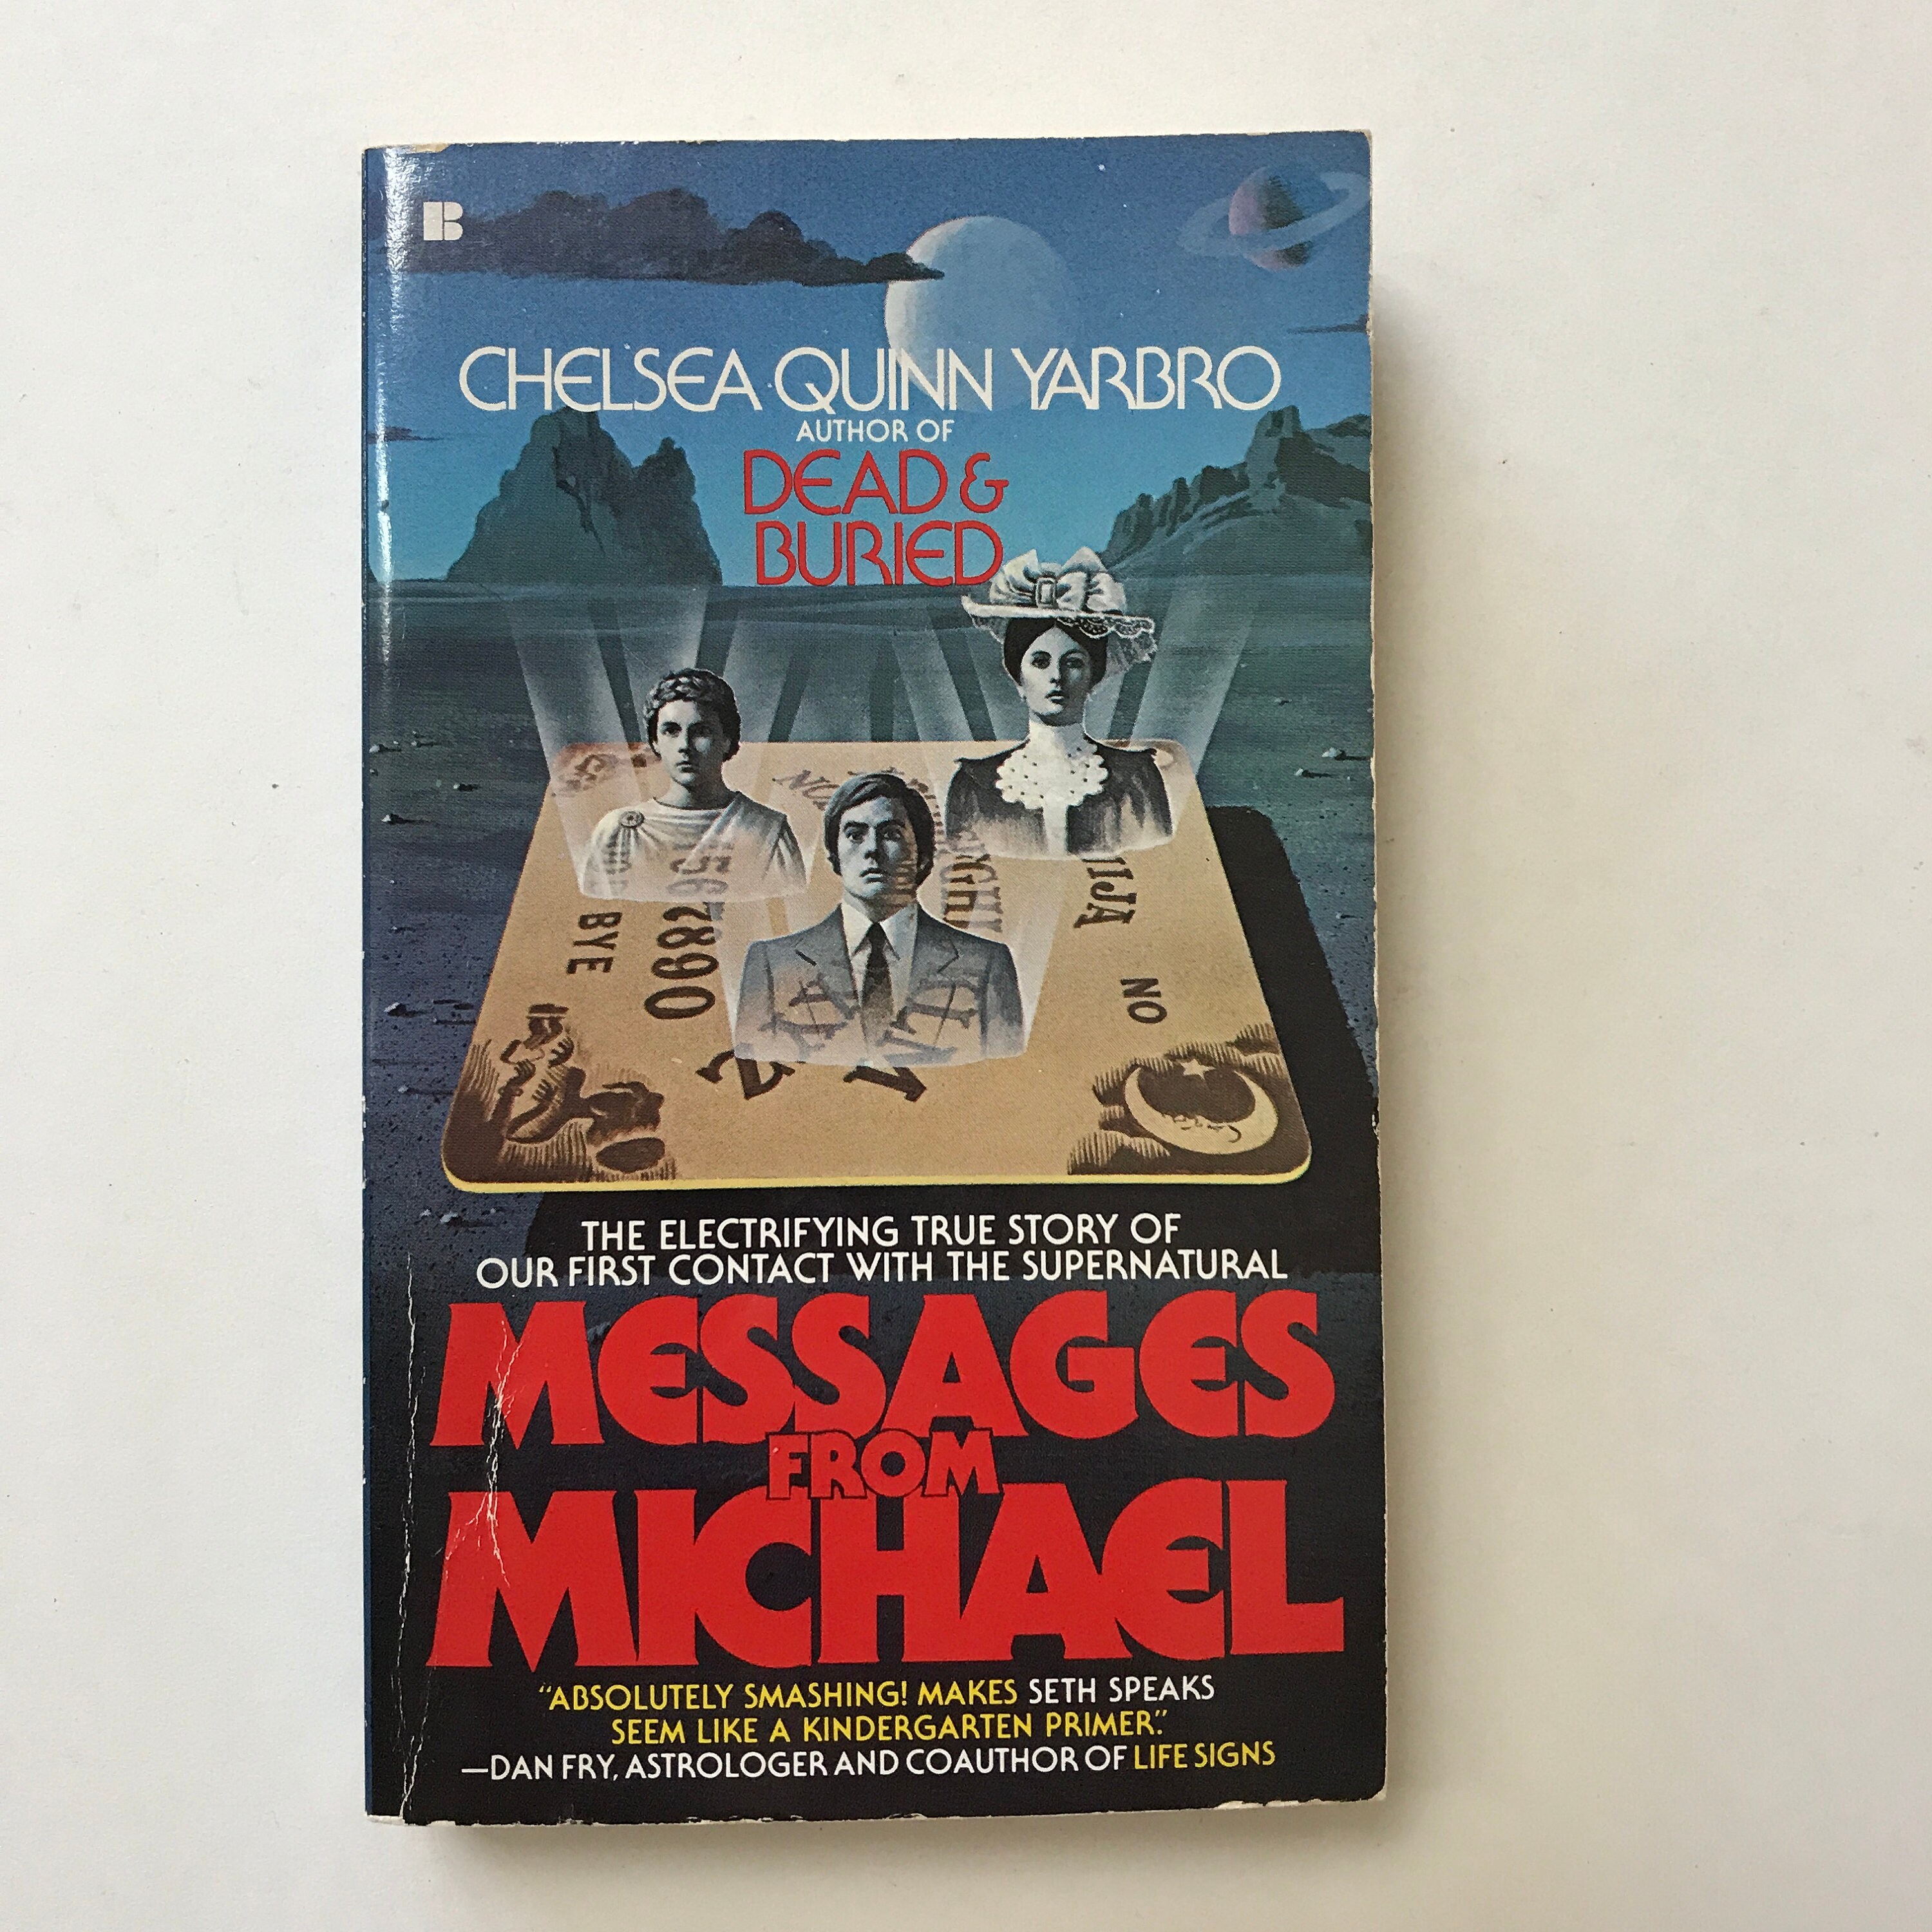 B
CHELSEA QUINN YARBRO
AUTHOR OF
DEAD &
BURIED
BYE
7890
OUIJA
NO
THE ELECTRIFYING TRUE STORY OF
OUR FIRST CONTACT WITH THE SUPERNATURAL
MESSAGES
FROM
MICHAEL
“ABSOLUTELY SMASHING! MAKES SETH SPEAKS
SEEM LIKE A KINDERGARTEN PRIMER.”
—DAN FRY, ASTROLOGER AND COAUTHOR OF LIFE SIGNS